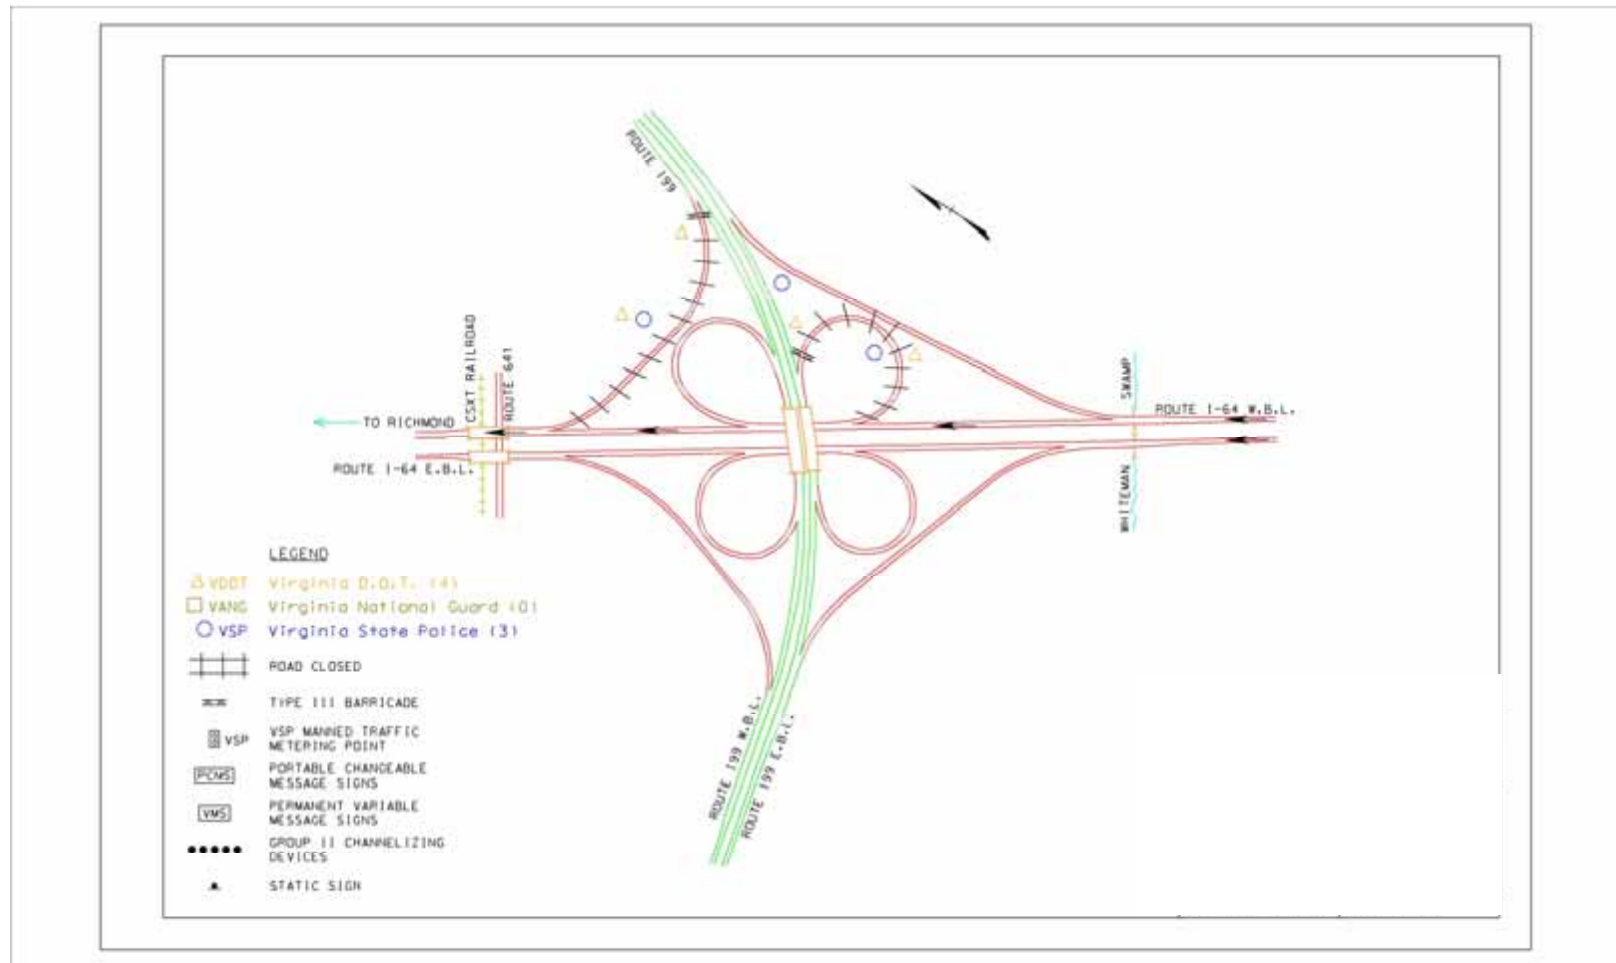 ROUTE 199
CSXT RAILROAD
ROUTE 641
SWAMP
ROUTE I-64 W.B.L.
TO RICHMOND
ROUTE I-64 E.B.L.
WHITEMAN
LEGEND
VDOT Virginia D.O.T. (4)
VANG Virginia National Guard (0)
VSP Virginia State Police (3)
ROAD CLOSED
TYPE III BARRICADE
VSP VSP MANNED TRAFFIC
METERING POINT
PCMS PORTABLE CHANGEABLE
MESSAGE SIGNS
VMS PERMANENT VARIABLE
MESSAGE SIGNS
GROUP II CHANNELIZING
DEVICES
STATIC SIGN
ROUTE 199 W.B.L.
ROUTE 199 E.B.L.